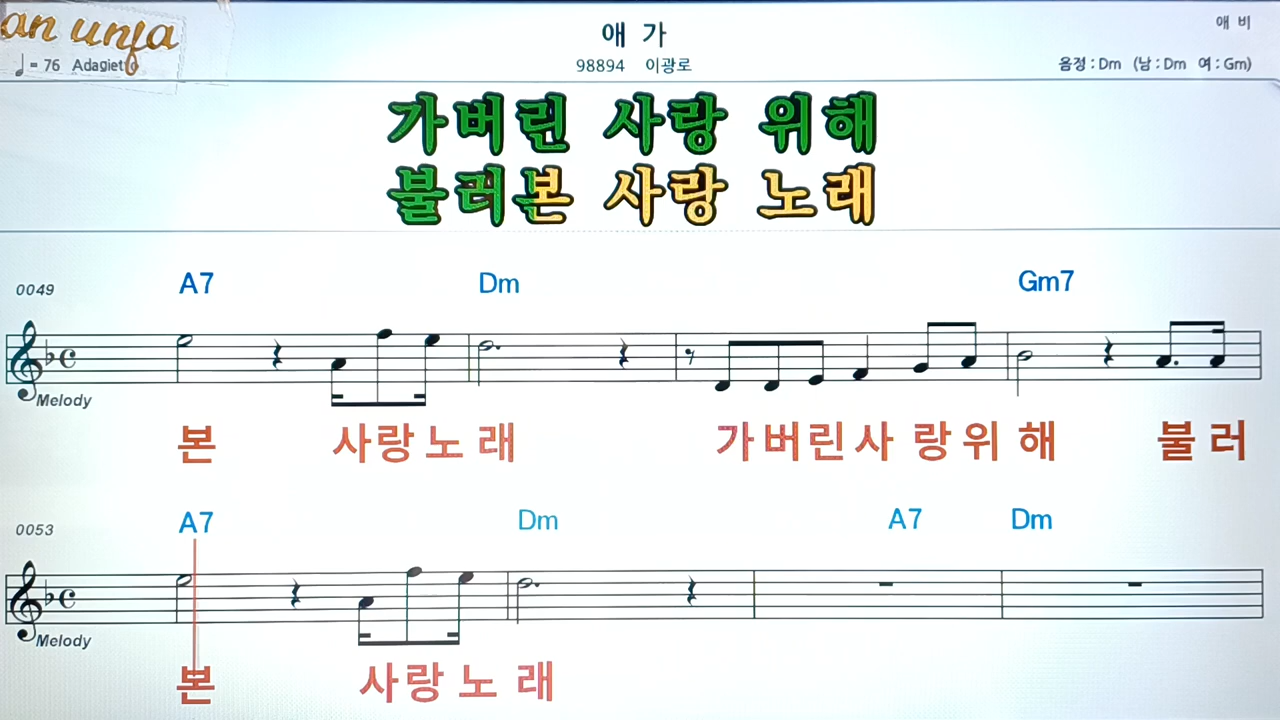 an unfa
애 가
애 비
♩= 76 Adagietto
98894 이광로
음정 : Dm (남 : Dm 여 : Gm)
가버린 사랑 위해
불러본 사랑 노래
0049 A7 Dm Gm7
Melody
본 사랑노래 가버린사랑위해 불러
0053 A7 Dm A7 Dm
Melody
본 사랑노래